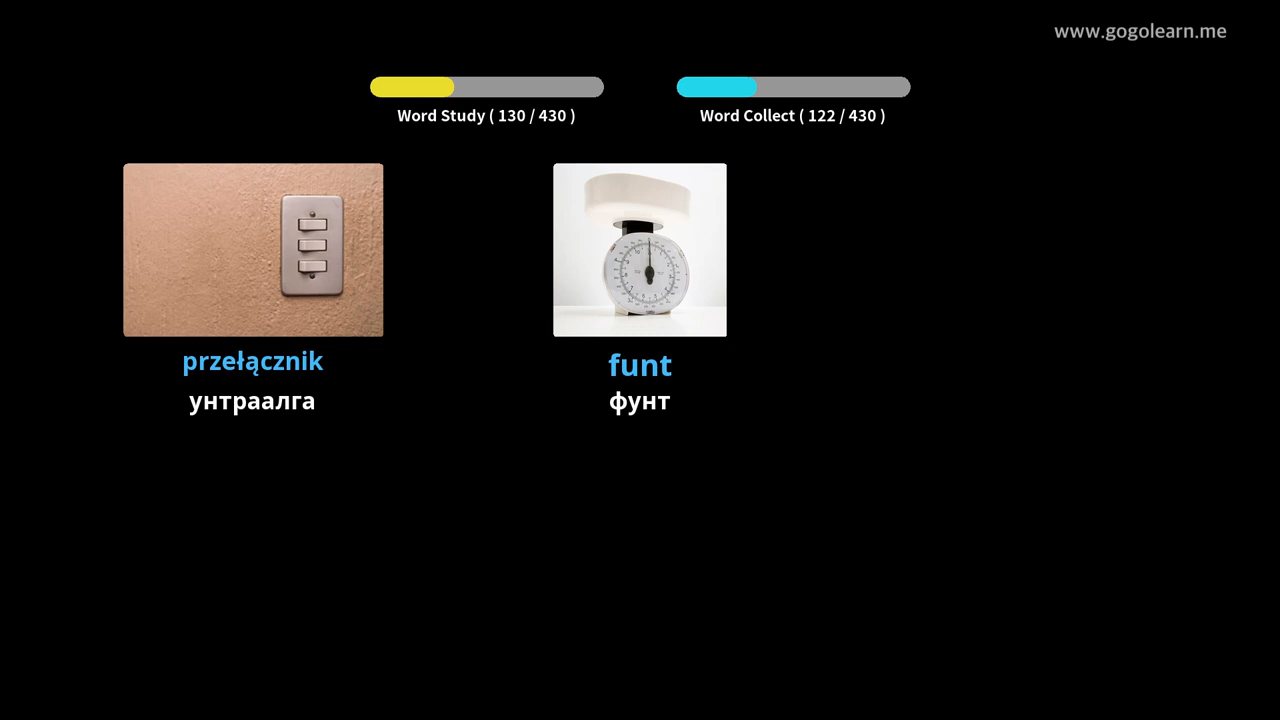 www.gogolearn.me
Word Study ( 130 / 430 )
Word Collect ( 122 / 430 )
przełącznik
унтраалга
funt
фунт